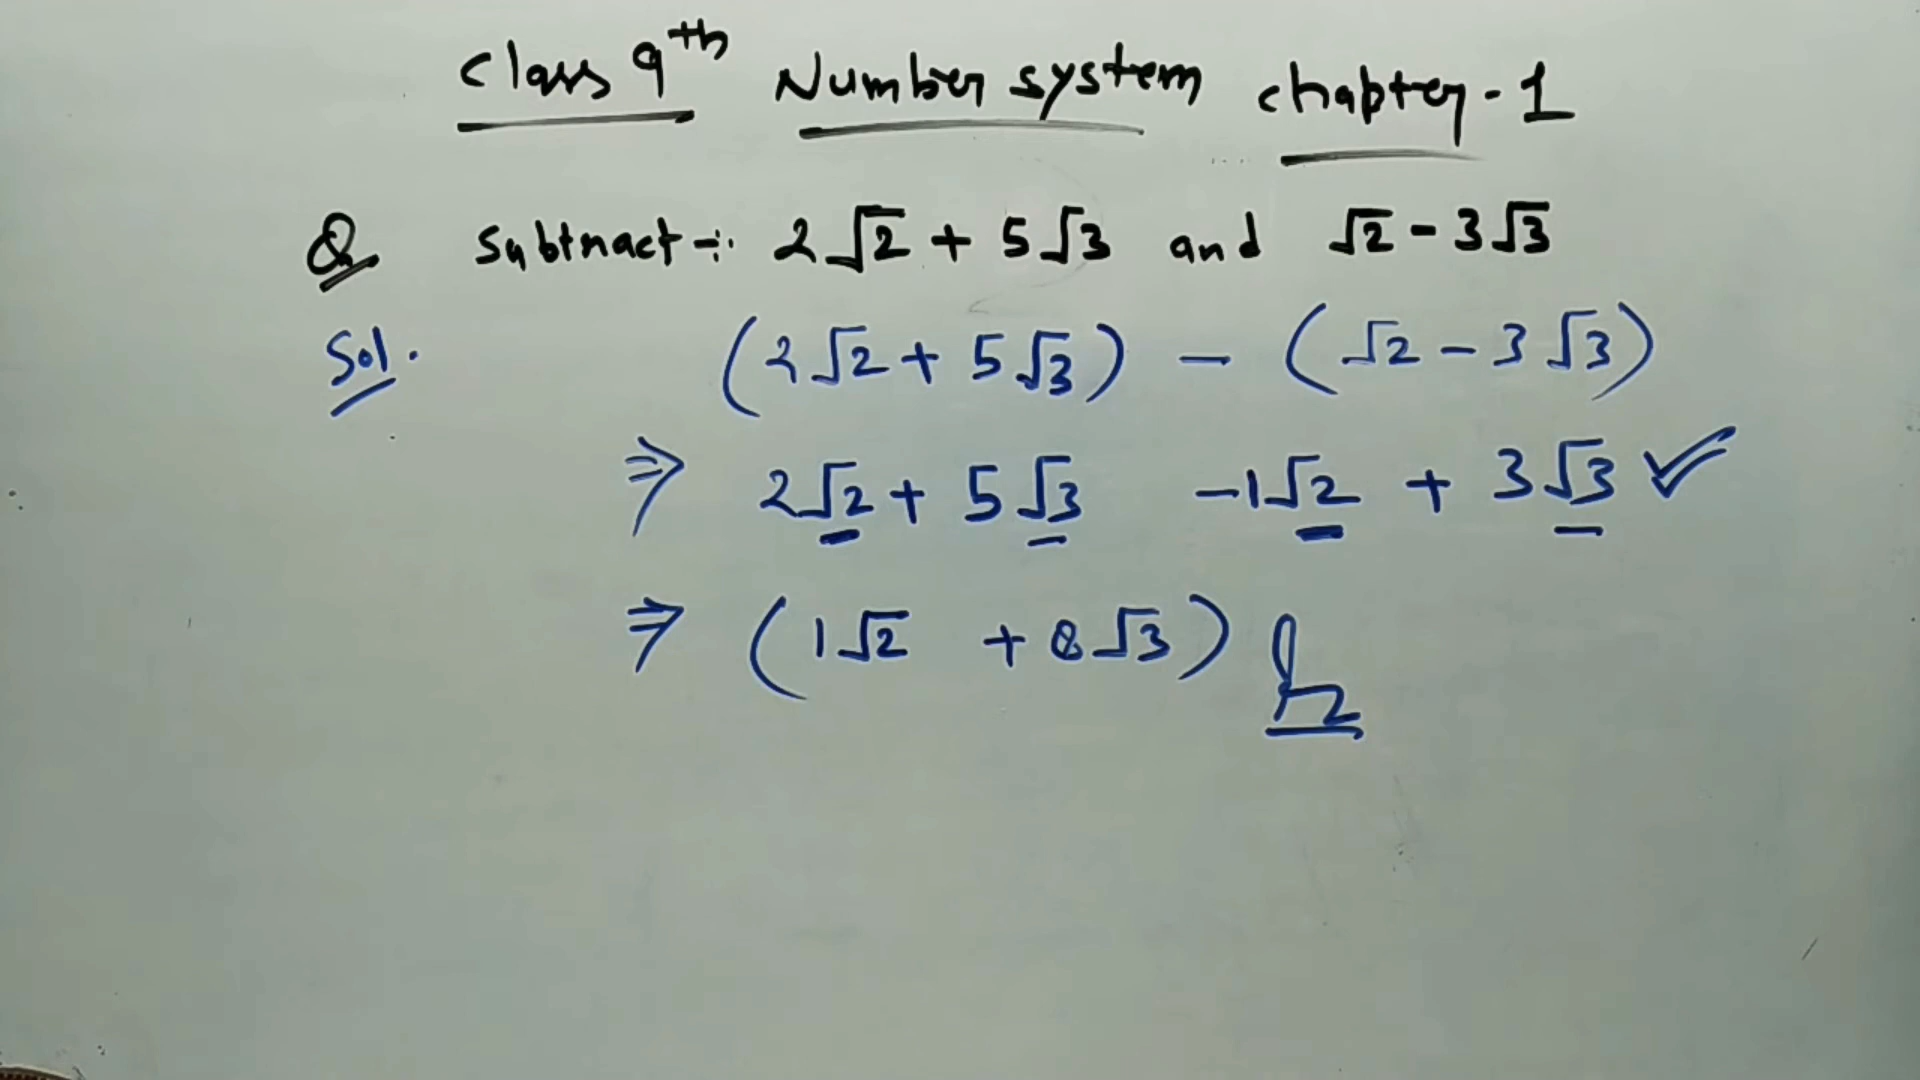 Class 9th Number system chapter-1
Q Subtract -: 2√2 + 5√3 and √2 - 3√3
Sol. (2√2 + 5√3) - (√2 - 3√3)
⇒ 2√2 + 5√3 -1√2 + 3√3 ✓
⇒ (1√2 + 8√3)